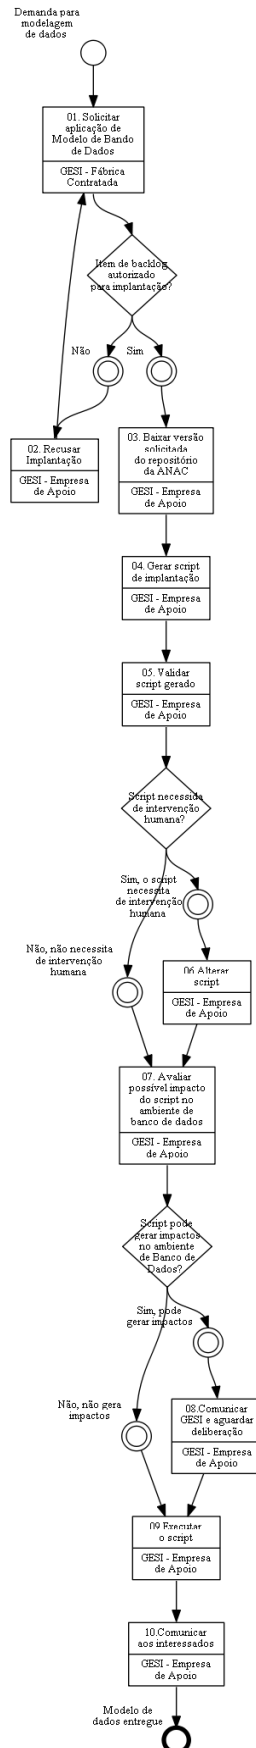 Demanda para
modelagem
de dados
01. Solicitar
aplicação de
Modelo de Bando
de Dados
GESI - Fábrica
Contratada
Item de backlog
autorizado
para implantação?
Não
Sim
02. Recusar
Implantação
GESI - Empresa
de Apoio
03. Baixar versão
solicitada
do repositório
da ANAC
GESI - Empresa
de Apoio
04. Gerar script
de implantação
GESI - Empresa
de Apoio
05. Validar
script gerado
GESI - Empresa
de Apoio
Script necessida
de intervenção
humana?
Sim, o script
necessita
de intervenção
humana
Não, não necessita
de intervenção
humana
06. Alterar
script
GESI - Empresa
de Apoio
07. Avaliar
possível impacto
do script no
ambiente de
banco de dados
GESI - Empresa
de Apoio
Script pode
gerar impactos
no ambiente
de Banco de
Dados?
Sim, pode
gerar impactos
Não, não gera
impactos
08.Comunicar
GESI e aguardar
deliberação
GESI - Empresa
de Apoio
09.Executar
o script
GESI - Empresa
de Apoio
10.Comunicar
aos interessados
GESI - Empresa
de Apoio
Modelo de
dados entregue